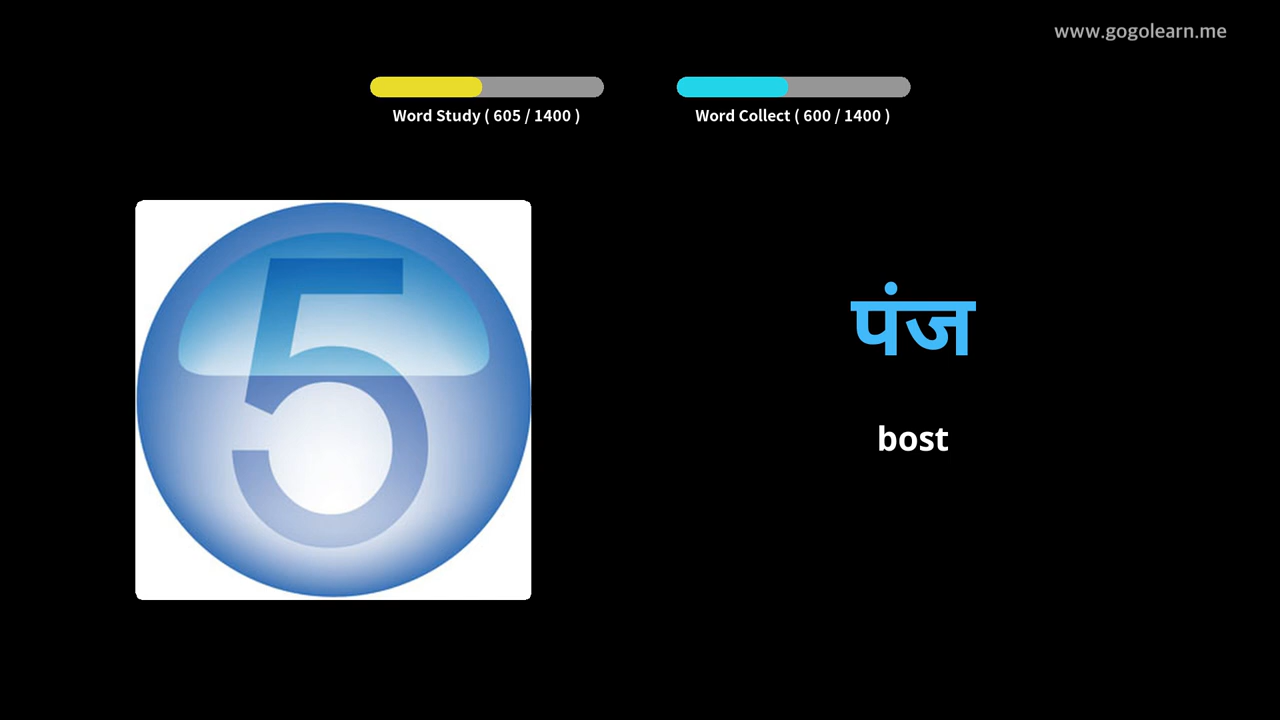 www.gogolearn.me
Word Study ( 605 / 1400 )
Word Collect ( 600 / 1400 )
5
पंज
bost